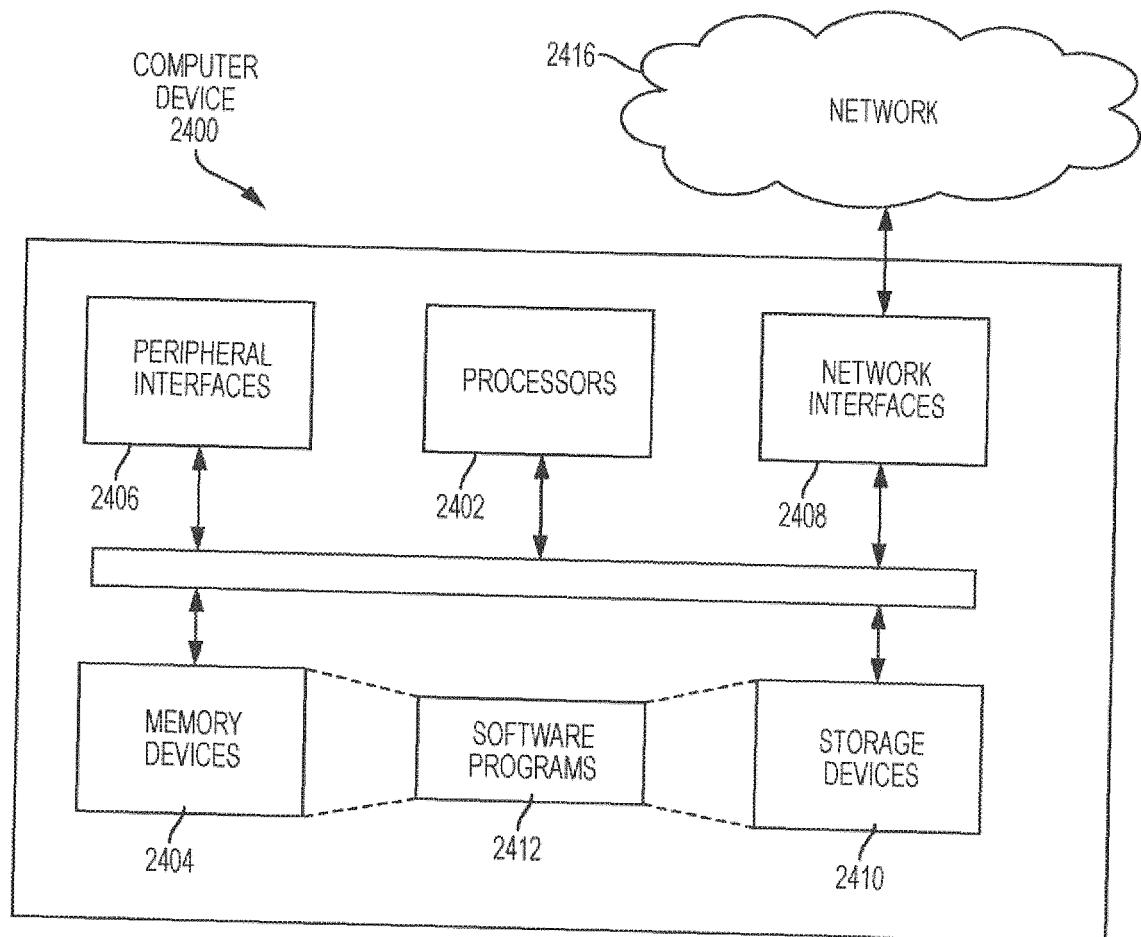 COMPUTER
DEVICE
2400
2416
NETWORK
PERIPHERAL
INTERFACES
2406
PROCESSORS
2402
NETWORK
INTERFACES
2408
MEMORY
DEVICES
2404
SOFTWARE
PROGRAMS
2412
STORAGE
DEVICES
2410